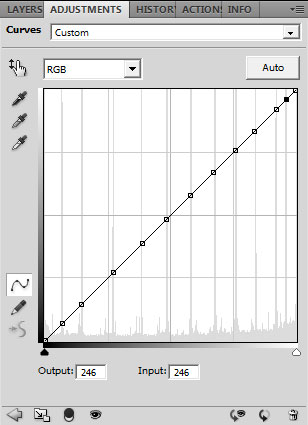 LAYERS ADJUSTMENTS HISTOR ACTIONS INFO
Curves Custom
RGB Auto
Output: 246 Input: 246